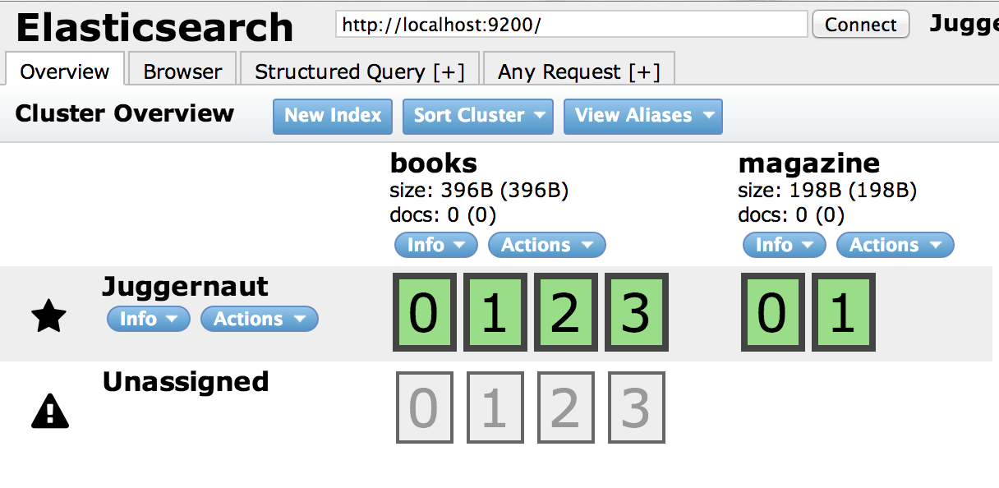 Elasticsearch
http://localhost:9200/
Connect
Overview
Browser
Structured Query [+]
Any Request [+]
Cluster Overview
New Index
Sort Cluster
View Aliases
books
size: 396B (396B)
docs: 0 (0)
Info
Actions
magazine
size: 198B (198B)
docs: 0 (0)
Info
Actions
Juggernaut
Info
Actions
0 1 2 3
0 1
Unassigned
0 1 2 3